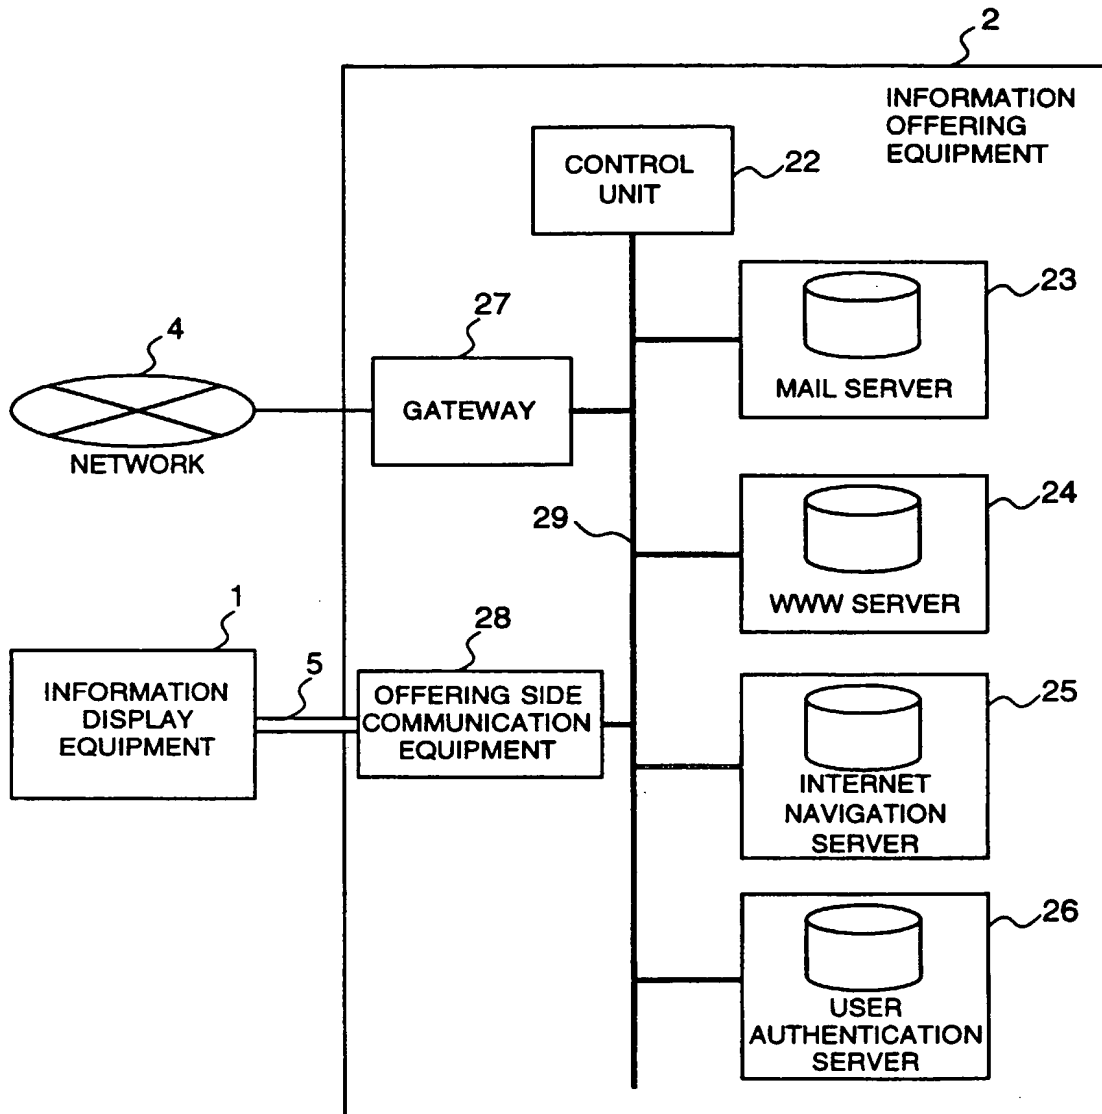 2
INFORMATION
OFFERING
EQUIPMENT
CONTROL
UNIT
22
23
MAIL SERVER
27
GATEWAY
4
NETWORK
24
WWW SERVER
29
1
INFORMATION
DISPLAY
EQUIPMENT
5
28
OFFERING SIDE
COMMUNICATION
EQUIPMENT
25
INTERNET
NAVIGATION
SERVER
26
USER
AUTHENTICATION
SERVER